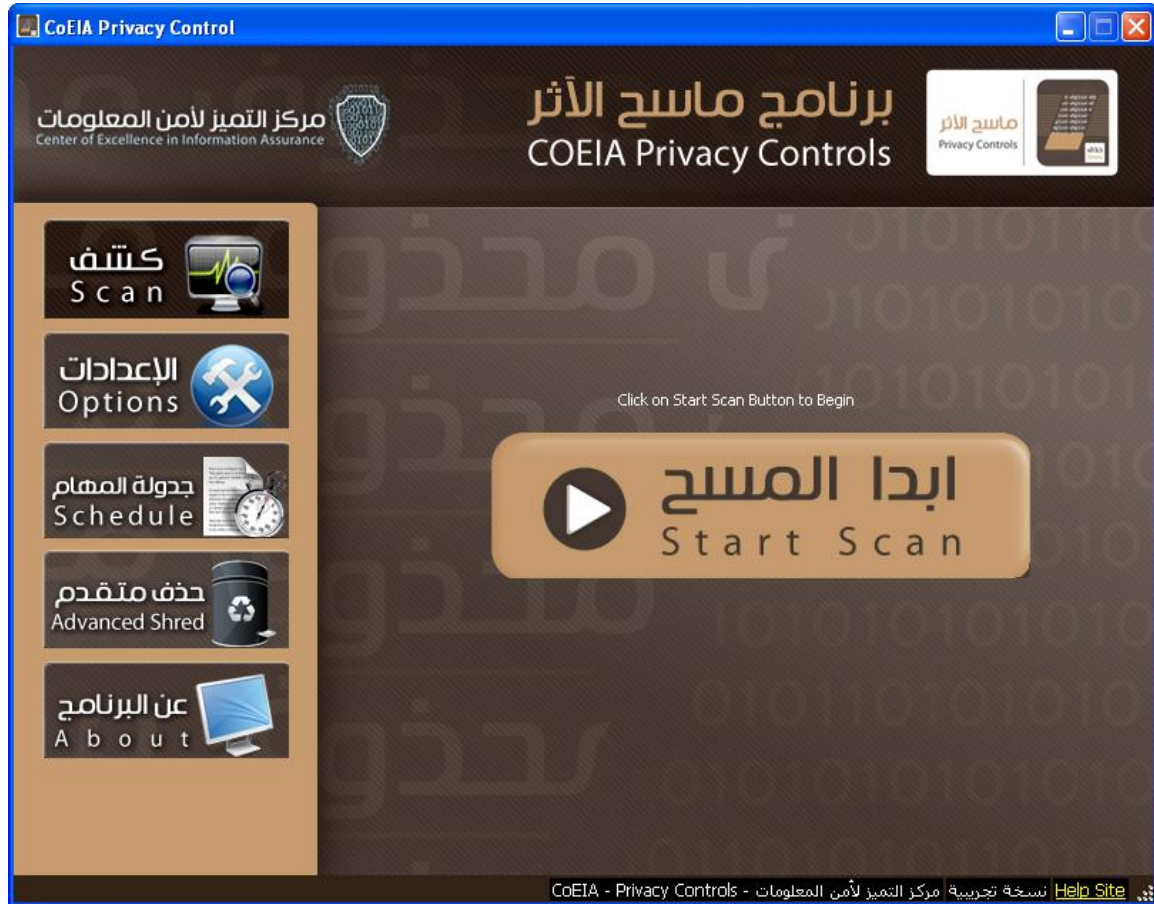 CoEIA Privacy Control
مركز التميز لأمن المعلومات
Center of Excellence in Information Assurance
برنامج ماسح الأثر
COEIA Privacy Controls
ماسح الأثر
Privacy Controls
كشف
Scan
الإعدادات
Options
جدولة المهام
Schedule
حذف متقدم
Advanced Shred
عن البرنامج
About
Click on Start Scan Button to Begin
ابدا المسح
Start Scan
CoEIA - Privacy Controls - مركز التميز لأمن المعلومات نسخة تجريبية Help Site